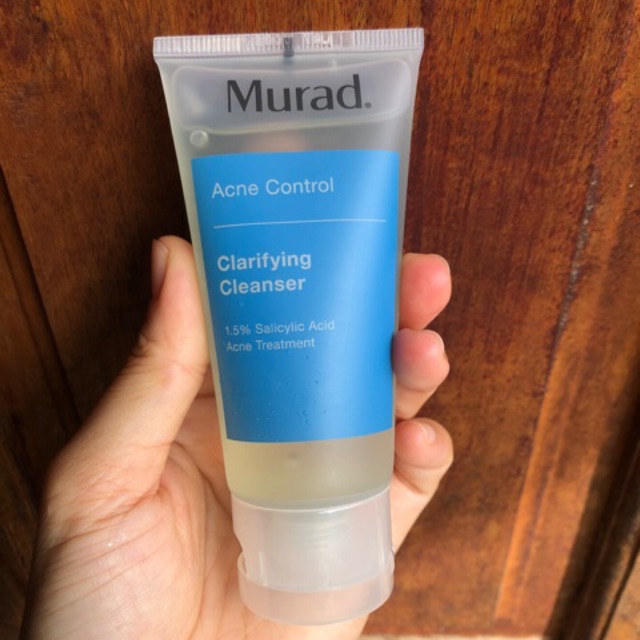 Murad.
Acne Control
Clarifying
Cleanser
1.5% Salicylic Acid
Acne Treatment